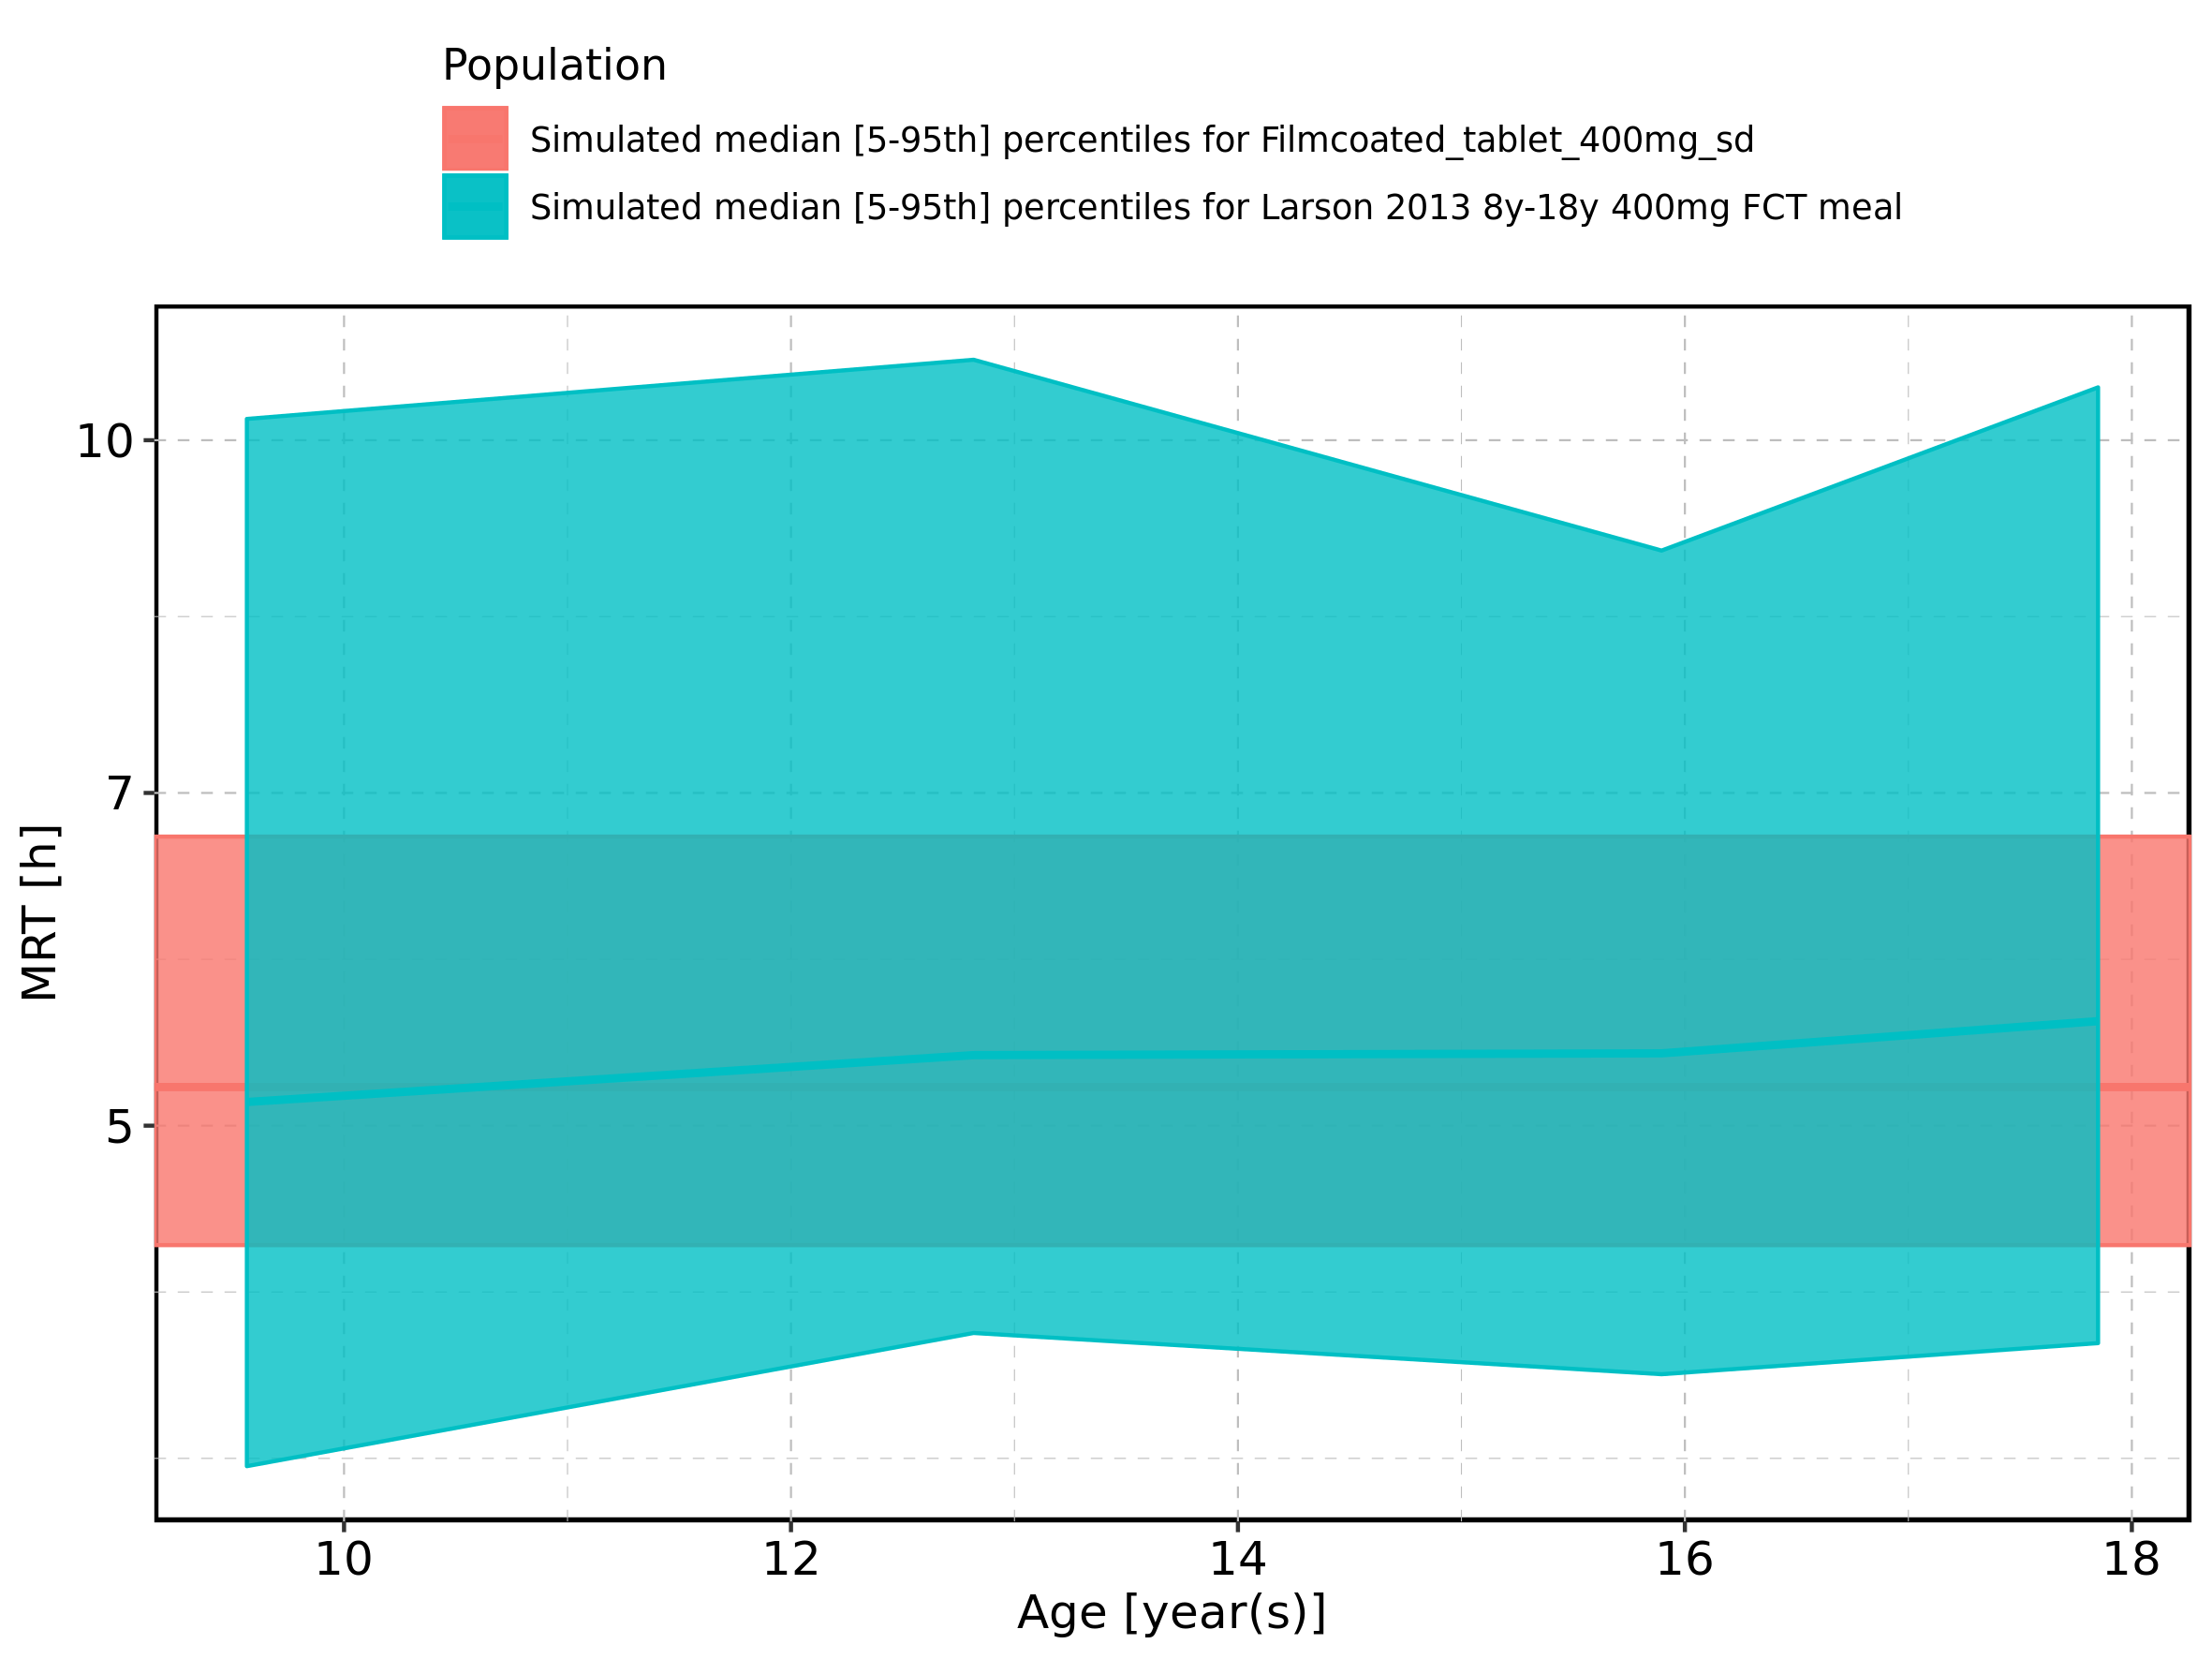 Population
Simulated median [5-95th] percentiles for Filmcoated_tablet_400mg_sd
Simulated median [5-95th] percentiles for Larson 2013 8y-18y 400mg FCT meal
10
7
5
MRT [h]
10 12 14 16 18
Age [year(s)]